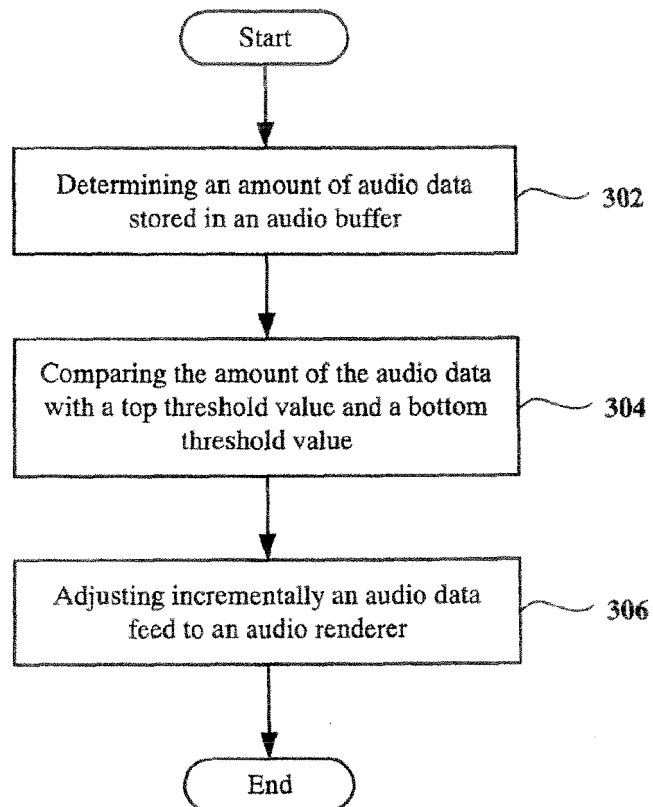 Start
Determining an amount of audio data
stored in an audio buffer
302
Comparing the amount of the audio data
with a top threshold value and a bottom
threshold value
304
Adjusting incrementally an audio data
feed to an audio renderer
306
End